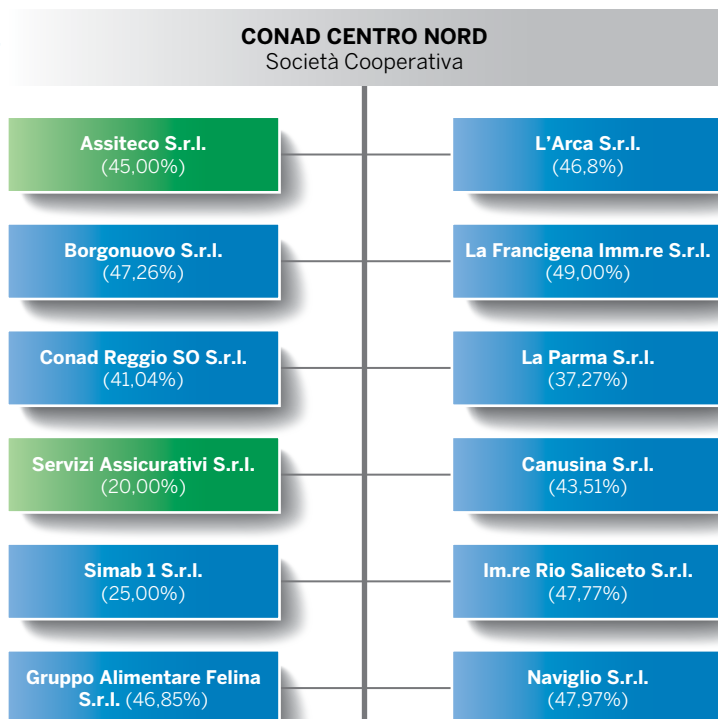 CONAD CENTRO NORD
Società Cooperativa
Assiteco S.r.l.
(45,00%)
L'Arca S.r.l.
(46,8%)
Borgonuovo S.r.l.
(47,26%)
La Francigena Imm.re S.r.l.
(49,00%)
Conad Reggio SO S.r.l.
(41,04%)
La Parma S.r.l.
(37,27%)
Servizi Assicurativi S.r.l.
(20,00%)
Canusina S.r.l.
(43,51%)
Simab 1 S.r.l.
(25,00%)
Im.re Rio Saliceto S.r.l.
(47,77%)
Gruppo Alimentare Felina
S.r.l. (46,85%)
Naviglio S.r.l.
(47,97%)